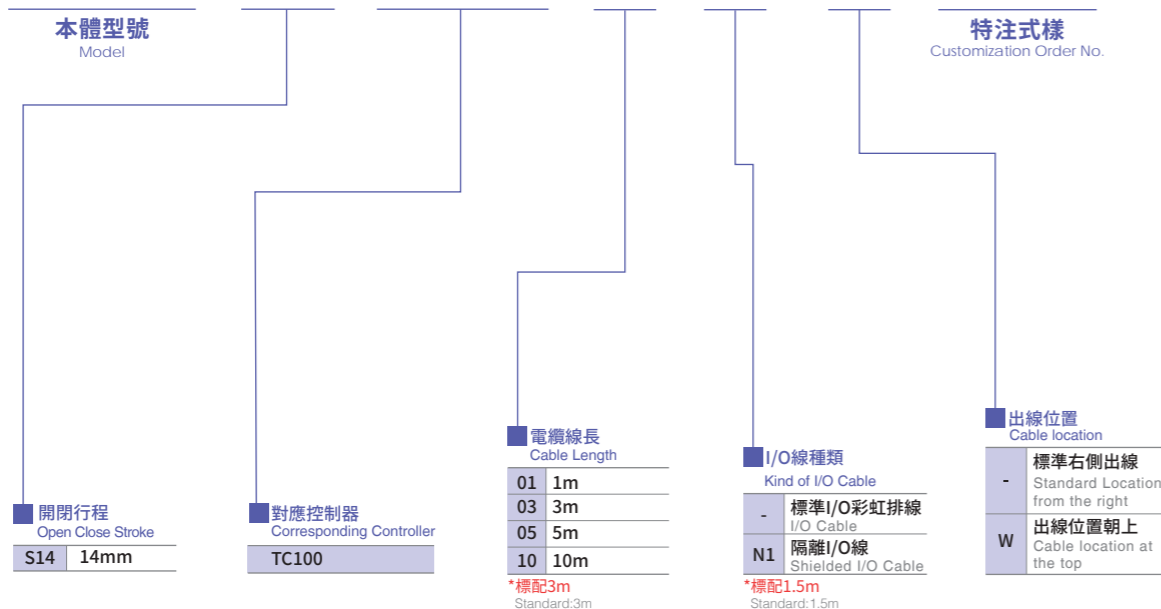 本體型號
Model
特注式樣
Customization Order No.
開閉行程
Open Close Stroke
S14 14mm
對應控制器
Corresponding Controller
TC100
電纜線長
Cable Length
01 1m
03 3m
05 5m
10 10m
*標配3m
Standard:3m
I/O線種類
Kind of I/O Cable
- 標準I/O彩虹排線
I/O Cable
N1 隔離I/O線
Shielded I/O Cable
*標配1.5m
Standard:1.5m
出線位置
Cable location
- 標準右側出線
Standard Location
from the right
W 出線位置朝上
Cable location at
the top